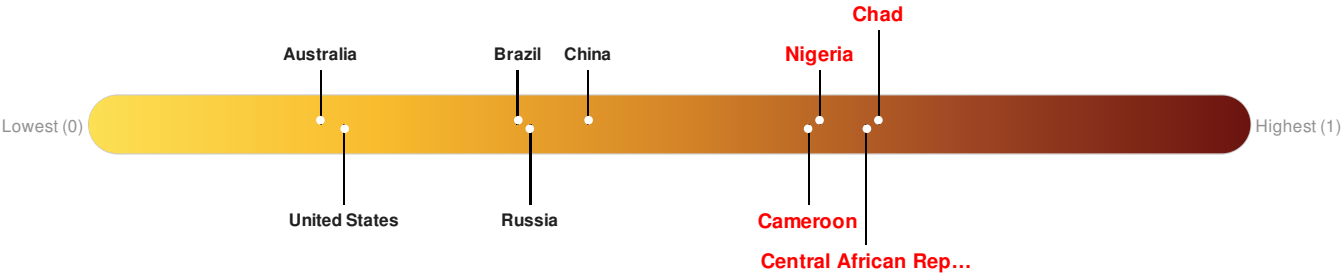 Chad
Australia
Brazil
China
Nigeria
Lowest (0)
Highest (1)
United States
Russia
Cameroon
Central African Rep…